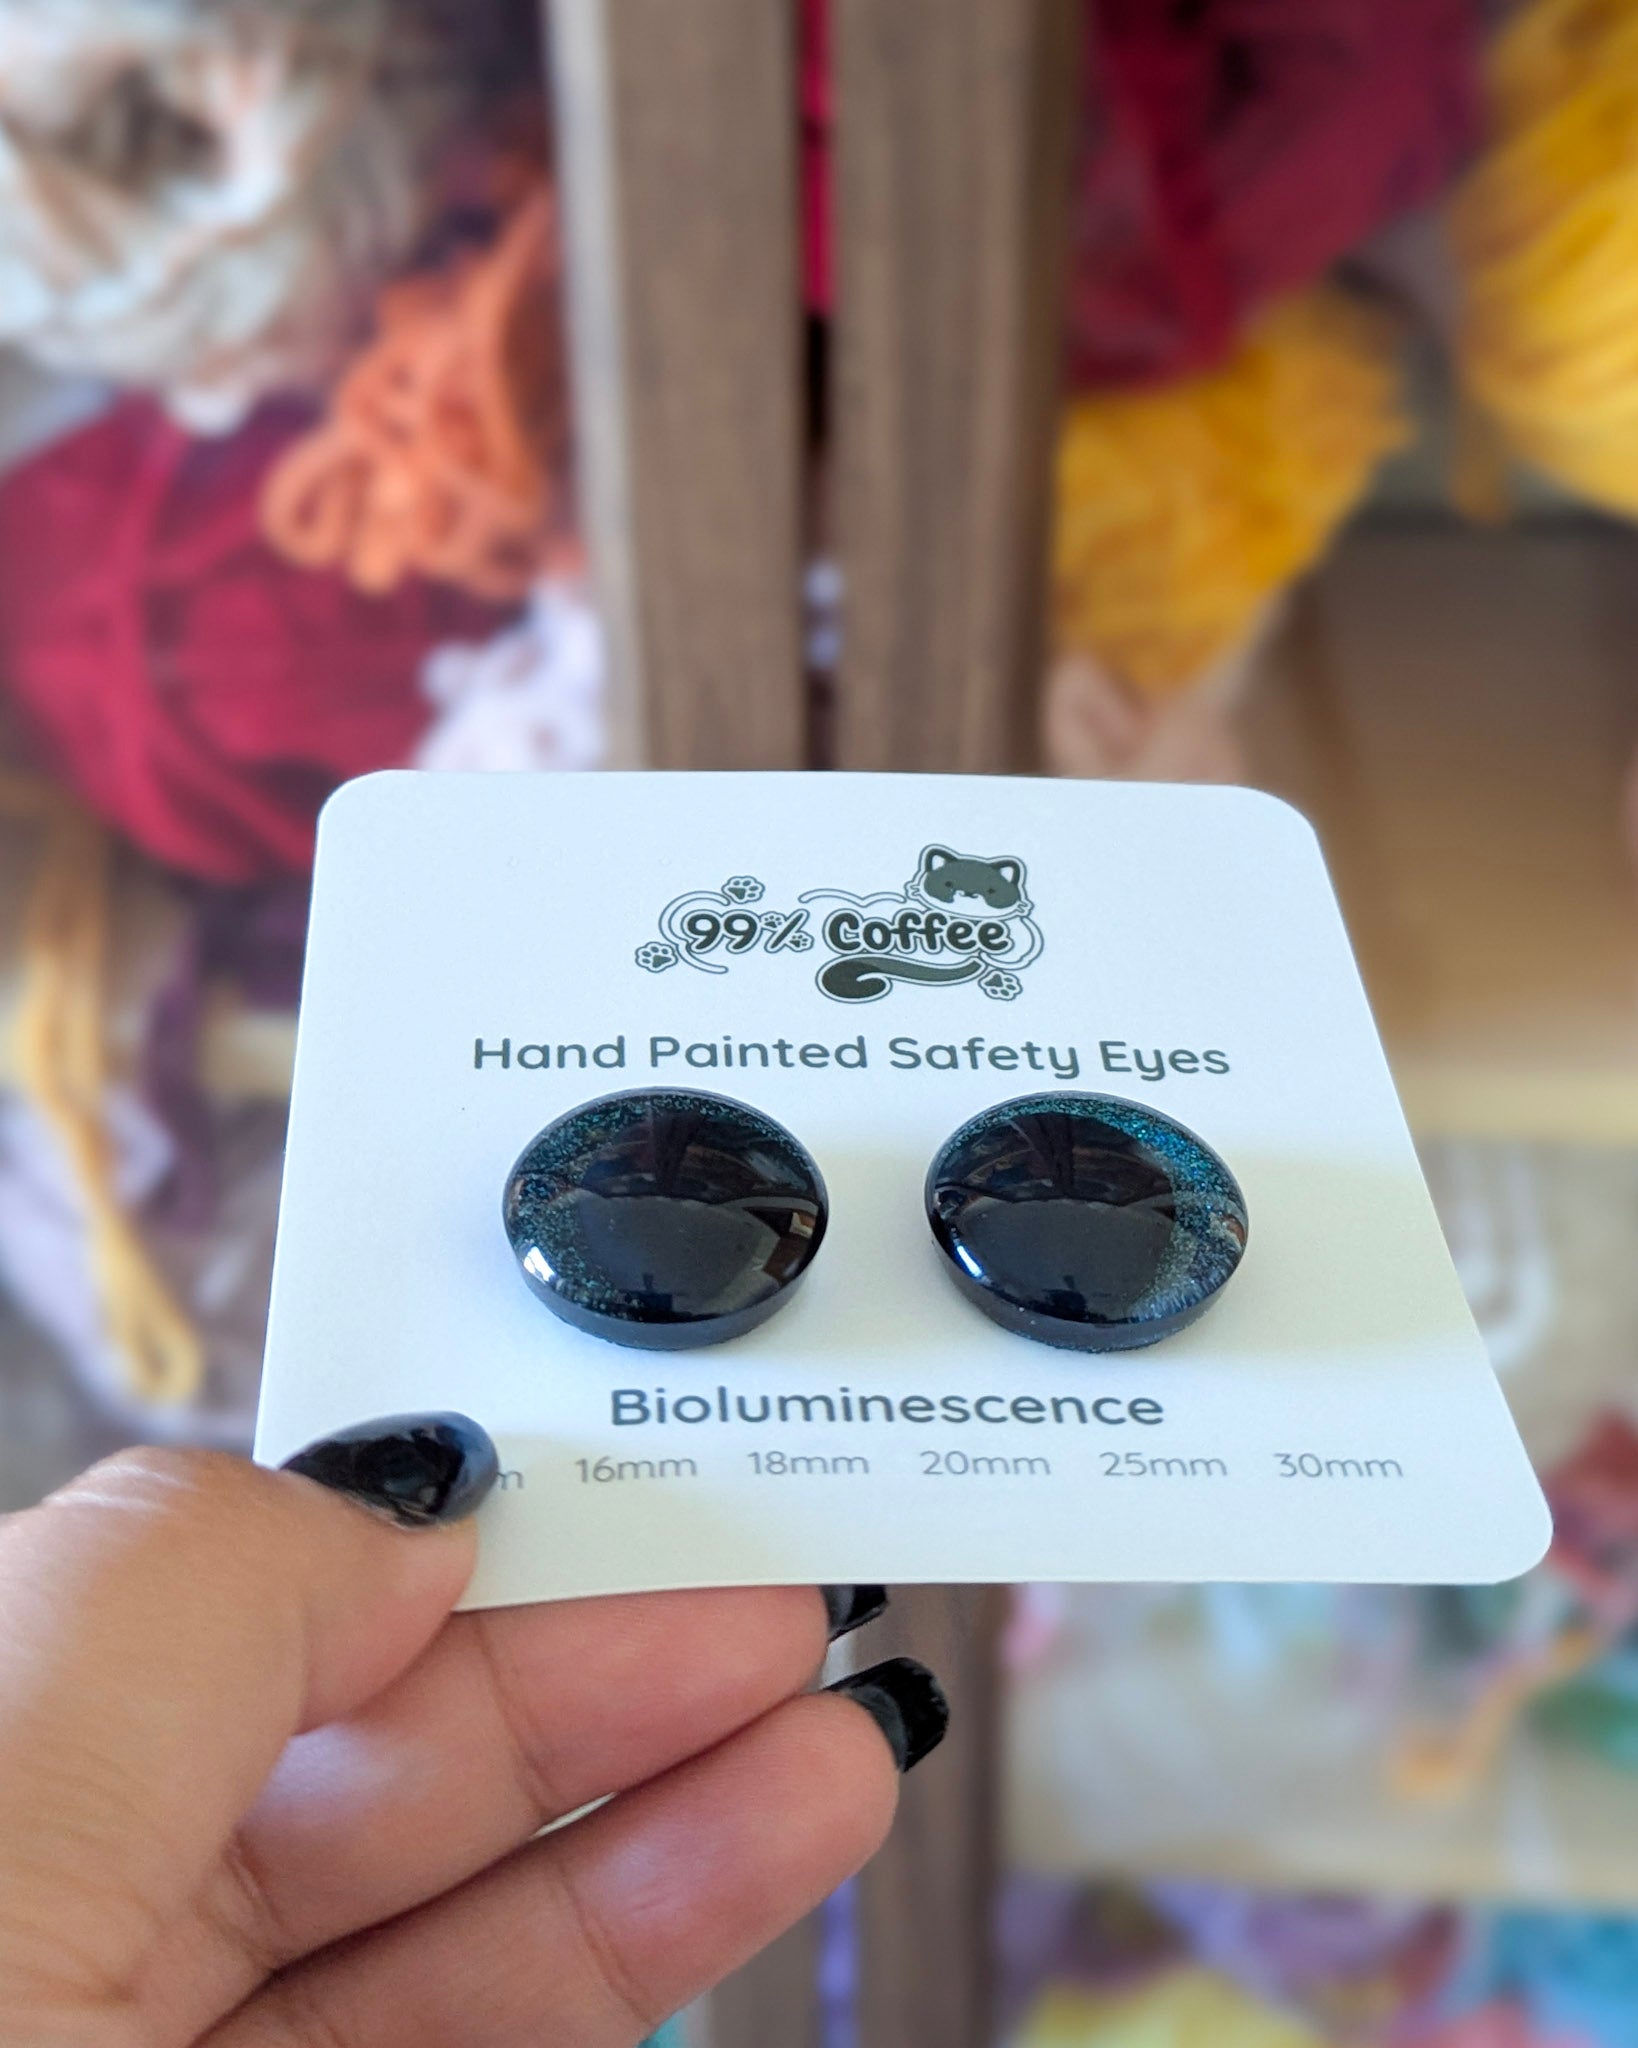 99% Coffee
Hand Painted Safety Eyes
Bioluminescence
16mm 18mm 20mm 25mm 30mm